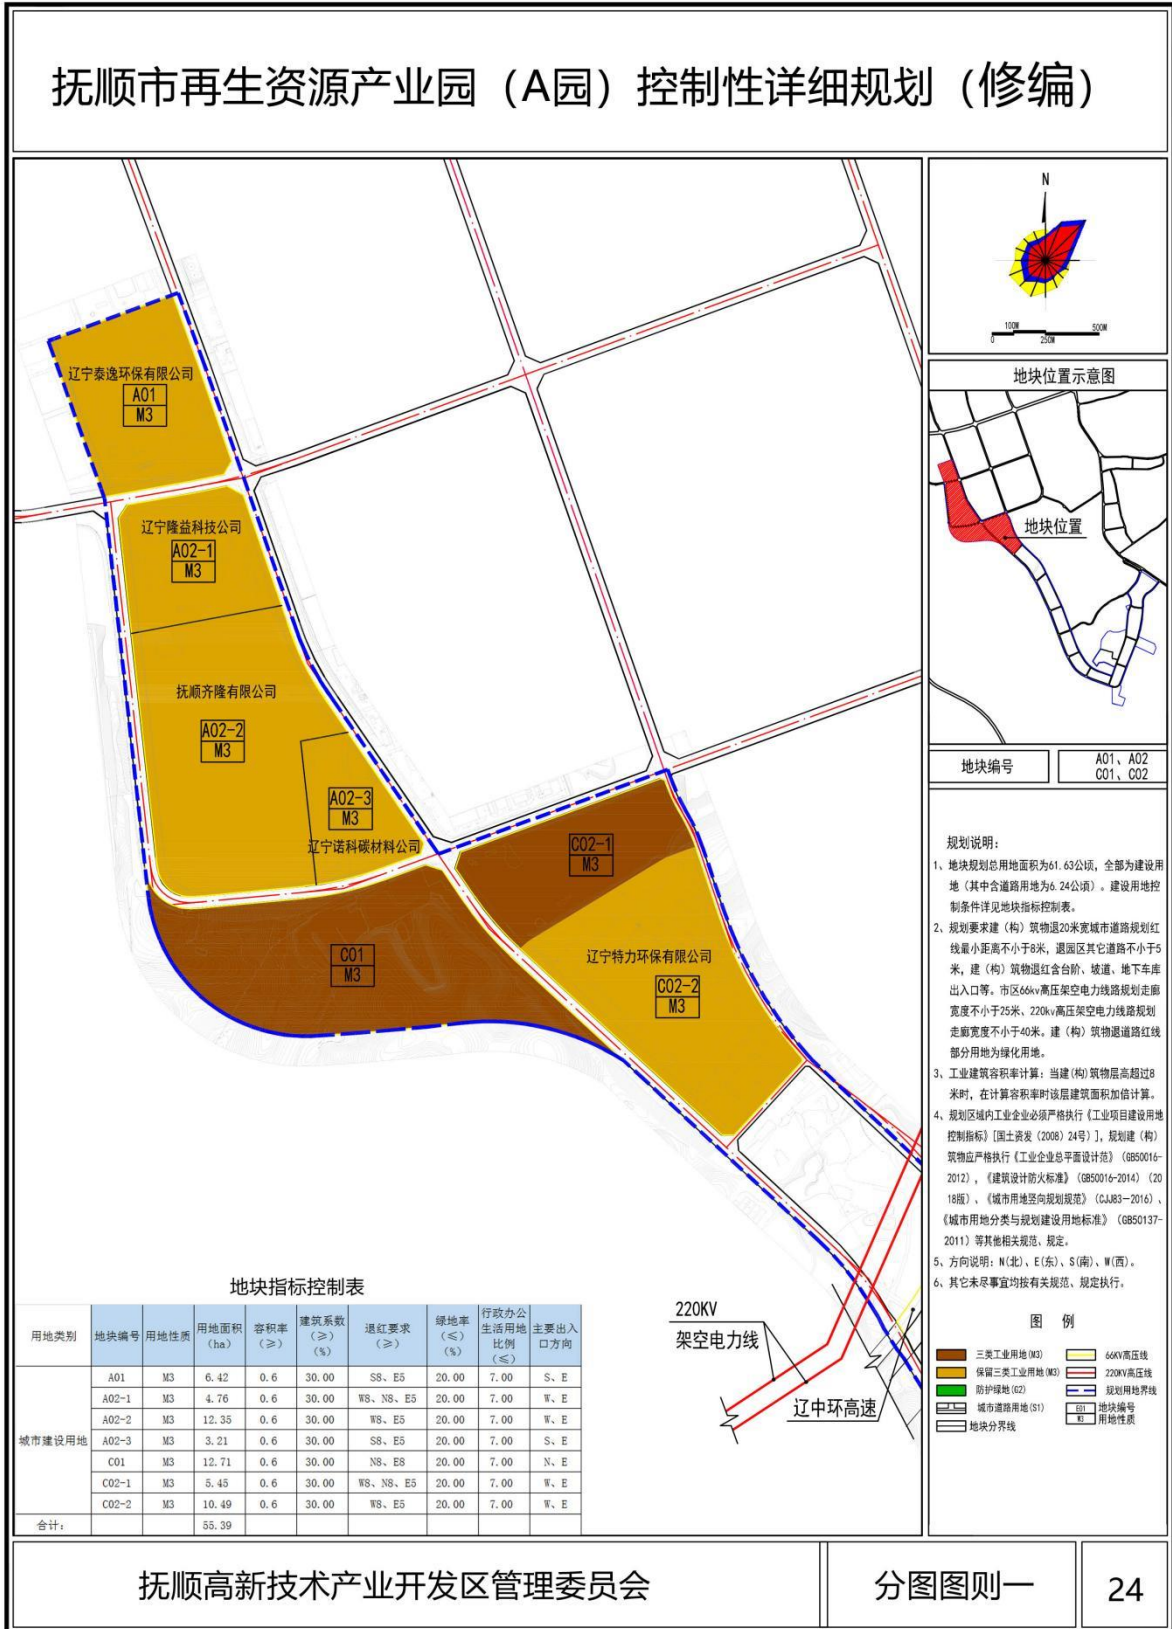 抚顺市再生资源产业园（A园）控制性详细规划（修编）
辽宁泰逸环保有限公司
A01
M3
辽宁隆益科技公司
A02-1
M3
抚顺齐隆有限公司
A02-2
M3
A02-3
M3
辽宁诺科碳材料公司
C02-1
M3
C01
M3
辽宁特力环保有限公司
C02-2
M3
220KV
架空电力线
辽中环高速
地块指标控制表
用地类别 地块编号 用地性质 用地面积(ha) 容积率(≥) 建筑系数(≥)(%) 退红要求(≥) 绿地率(≤)(%) 行政办公生活用地比例(≤) 主要出入口方向
城市建设用地
A01 M3 6.42 0.6 30.00 S8、E5 20.00 7.00 S、E
A02-1 M3 4.76 0.6 30.00 W8、N8、E5 20.00 7.00 W、E
A02-2 M3 12.35 0.6 30.00 W8、E5 20.00 7.00 W、E
A02-3 M3 3.21 0.6 30.00 S8、E5 20.00 7.00 S、E
C01 M3 12.71 0.6 30.00 N8、E8 20.00 7.00 N、E
C02-1 M3 5.45 0.6 30.00 W8、N8、E5 20.00 7.00 W、E
C02-2 M3 10.49 0.6 30.00 W8、E5 20.00 7.00 W、E
合计： 55.39
N
100M 500M
0 250M
地块位置示意图
地块位置
地块编号
A01、A02
C01、C02
规划说明：
1、地块规划总用地面积为61.63公顷，全部为建设用
地（其中含道路用地为6.24公顷）。建设用地控
制条件详见地块指标控制表。
2、规划要求建（构）筑物退20米宽城市道路规划红
线最小距离不小于8米，退园区其它道路不小于5
米，建（构）筑物退红含台阶、坡道、地下车库
出入口等。市区66kv高压架空电力线路规划走廊
宽度不小于25米、220kv高压架空电力线路规划
走廊宽度不小于40米。建（构）筑物退道路红线
部分用地为绿化用地。
3、工业建筑容积率计算：当建(构)筑物层高超过8
米时，在计算容积率时该层建筑面积加倍计算。
4、规划区域内工业企业必须严格执行《工业项目建设用地
控制指标》[国土资发（2008）24号)]，规划建（构）
筑物应严格执行《工业企业总平面设计范》（GB50016-
2012），《建筑设计防火标准》（GB50016-2014）（20
18版）、《城市用地竖向规划规范》（CJJ83—2016）、
《城市用地分类与规划建设用地标准》（GB50137-
2011）等其他相关规范、规定。
5、方向说明：N(北)、E(东)、S(南)、W(西)。
6、其它未尽事宜均按有关规范、规定执行。
图 例
三类工业用地(M3) 66KV高压线
保留三类工业用地(M3) 220KV高压线
防护绿地(G2) 规划用地界线
城市道路用地(S1) E01 地块编号
地块分界线 M3 用地性质
抚顺高新技术产业开发区管理委员会
分图图则一
24